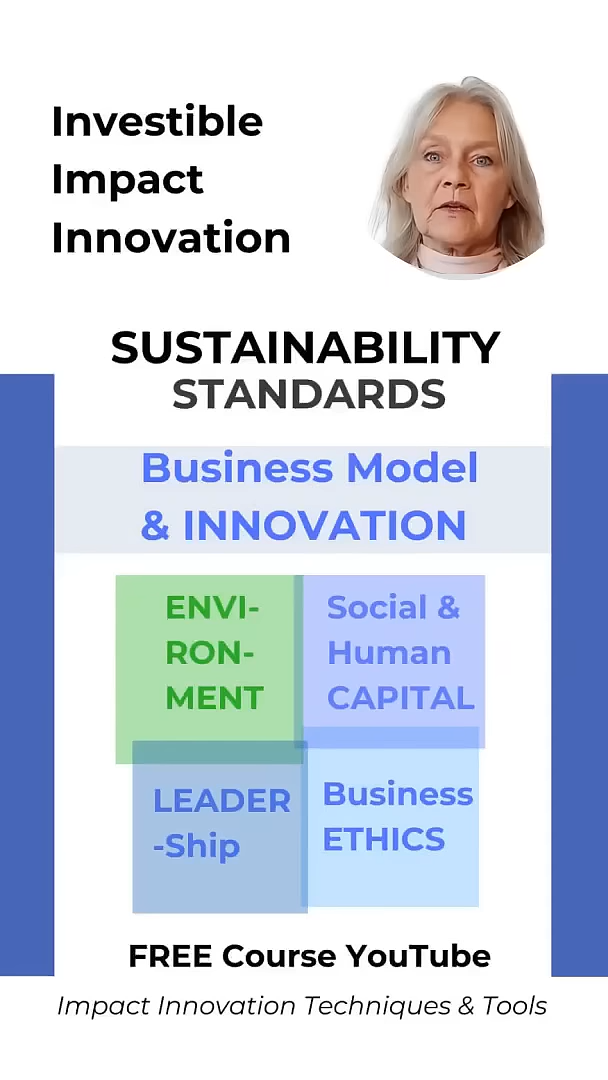 Investible
Impact
Innovation
SUSTAINABILITY
STANDARDS
Business Model
& INNOVATION
ENVI-
RON-
MENT
Social &
Human
CAPITAL
LEADER
-Ship
Business
ETHICS
FREE Course YouTube
Impact Innovation Techniques & Tools